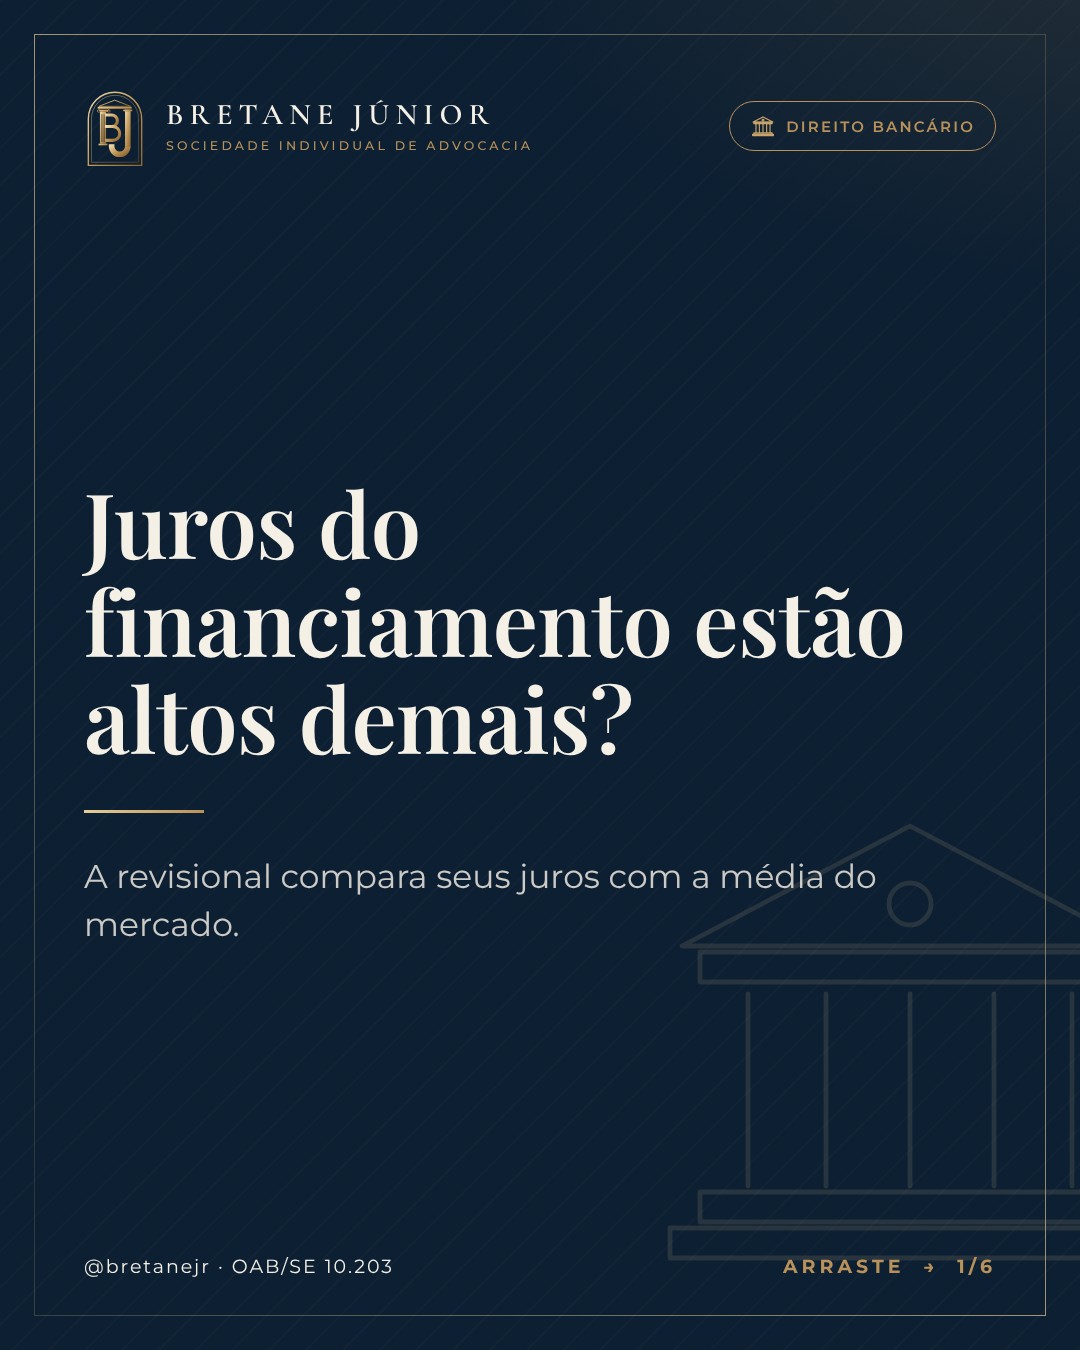 BRETANE JÚNIOR
SOCIEDADE INDIVIDUAL DE ADVOCACIA
DIREITO BANCÁRIO
Juros do
financiamento estão
altos demais?
A revisional compara seus juros com a média do
mercado.
@bretanejr · OAB/SE 10.203
ARRASTE → 1/6